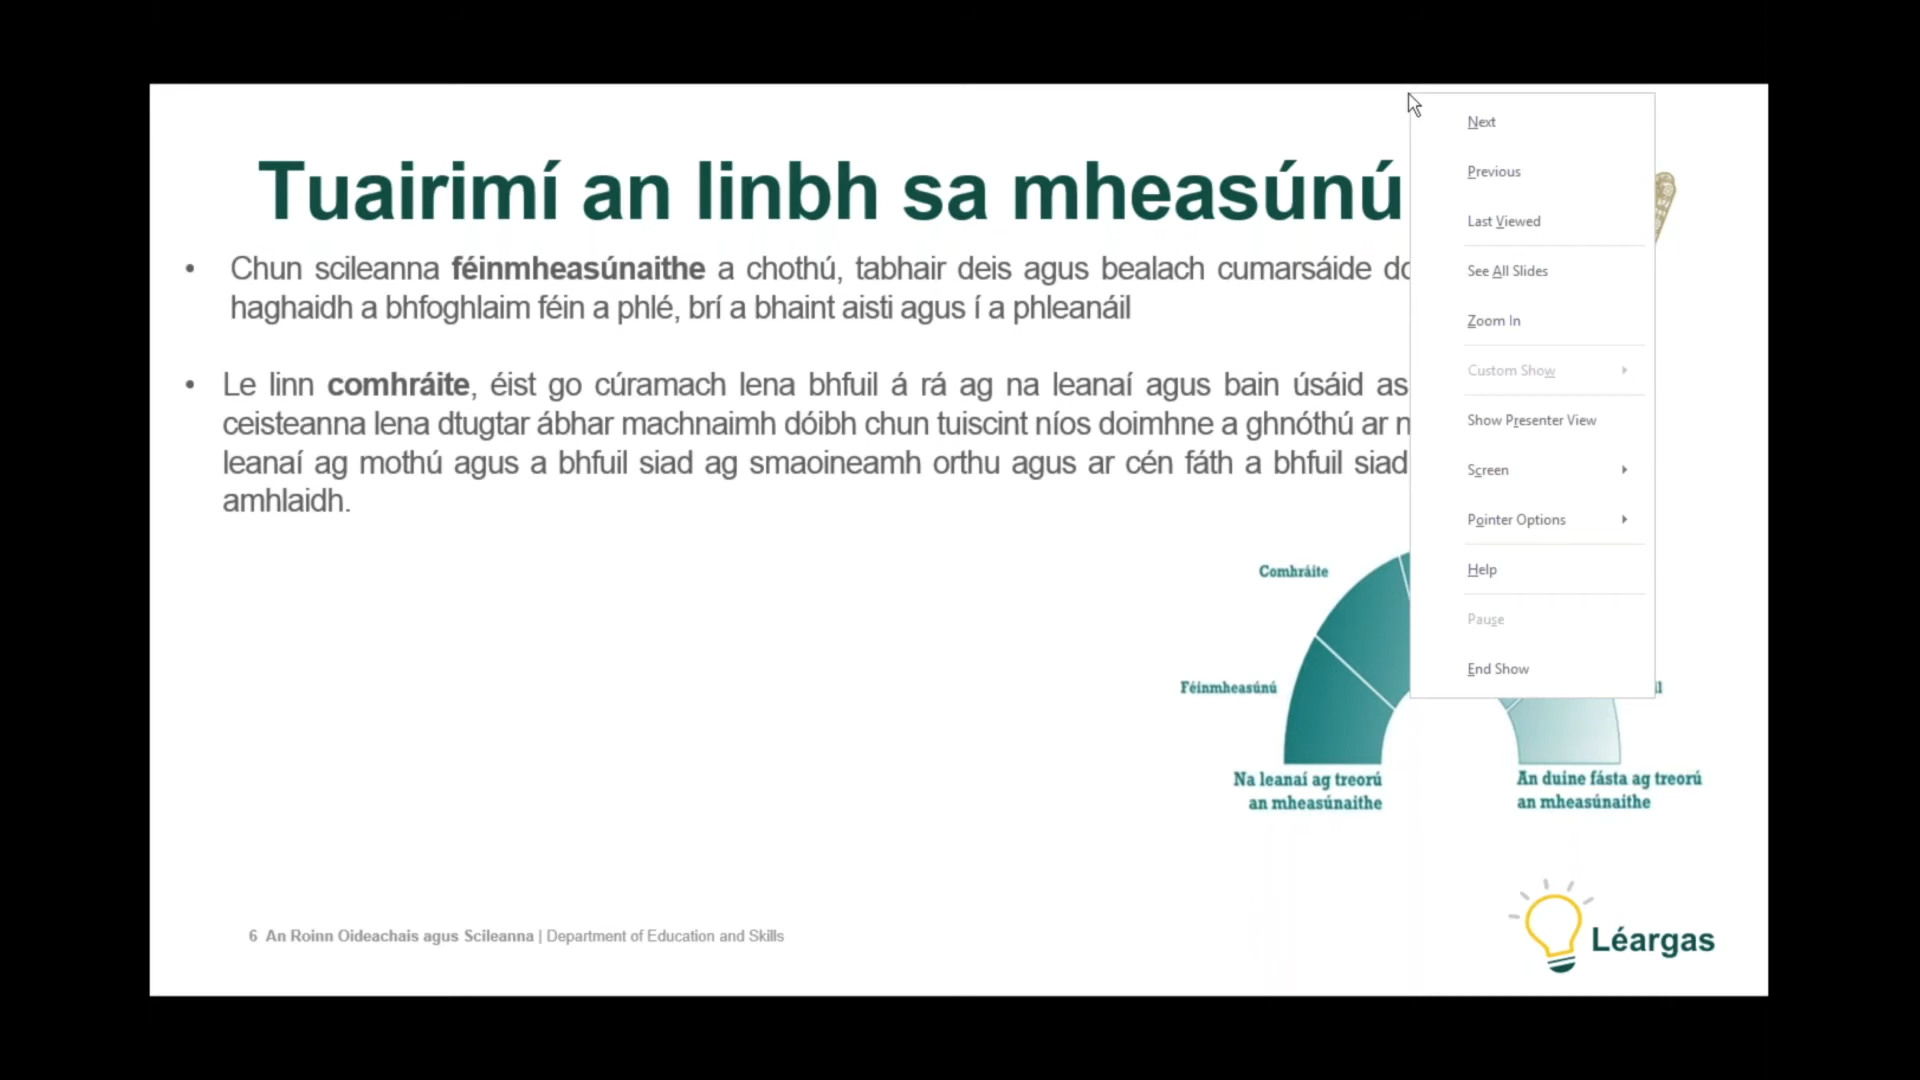 Tuairimí an linbh sa mheasúnú
• Chun scileanna féinmheasúnaithe a chothú, tabhair deis agus bealach cumarsáide
haghaidh a bhfoghlaim féin a phlé, brí a bhaint aisti agus í a phleanáil
• Le linn comhráite, éist go cúramach lena bhfuil á rá ag na leanaí agus bain úsáid as
ceisteanna lena dtugtar ábhar machnaimh dóibh chun tuiscint níos doimhne a ghnóthú ar
leanaí ag mothú agus a bhfuil siad ag smaoineamh orthu agus ar cén fáth a bhfuil siad
amhlaidh.
Next
Previous
Last Viewed
See All Slides
Zoom In
Custom Show
Show Presenter View
Screen
Pointer Options
Help
Pause
End Show
Comhráite
Féinmheasúnú
Na leanaí ag treorú
an mheasúnaithe
An duine fásta ag treorú
an mheasúnaithe
6 An Roinn Oideachais agus Scileanna | Department of Education and Skills
Léargas